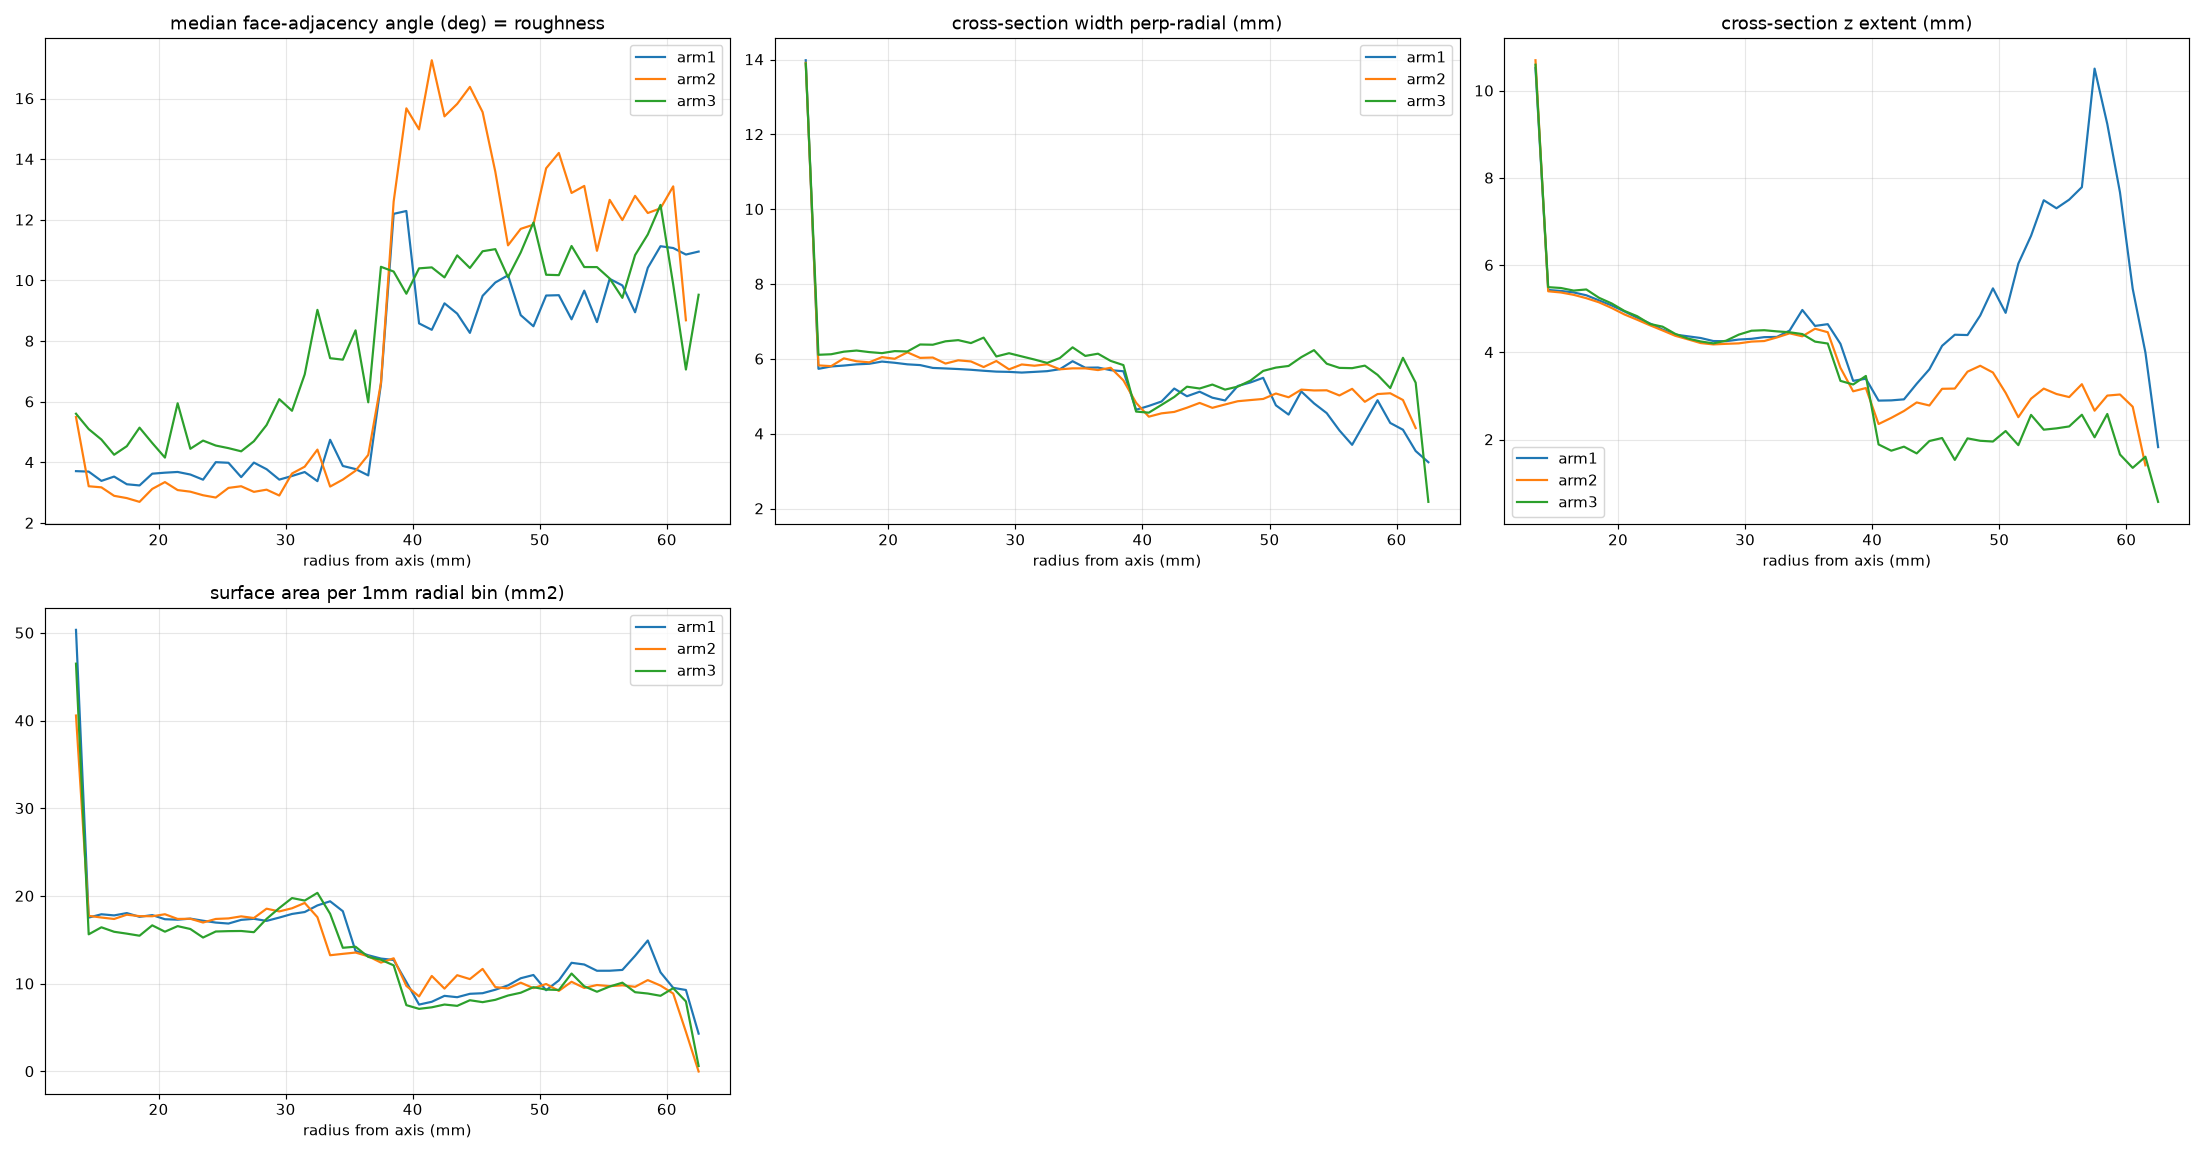 median face-adjacency angle (deg) = roughness
16
14
12
10
8
6
4
2
20
30
40
50
60
radius from axis (mm)
arm1
arm2
arm3
cross-section width perp-radial (mm)
14
12
10
8
6
4
2
20
30
40
50
60
radius from axis (mm)
arm1
arm2
arm3
cross-section z extent (mm)
10
8
6
4
2
20
30
40
50
60
radius from axis (mm)
arm1
arm2
arm3
surface area per 1mm radial bin (mm2)
50
40
30
20
10
0
20
30
40
50
60
radius from axis (mm)
arm1
arm2
arm3